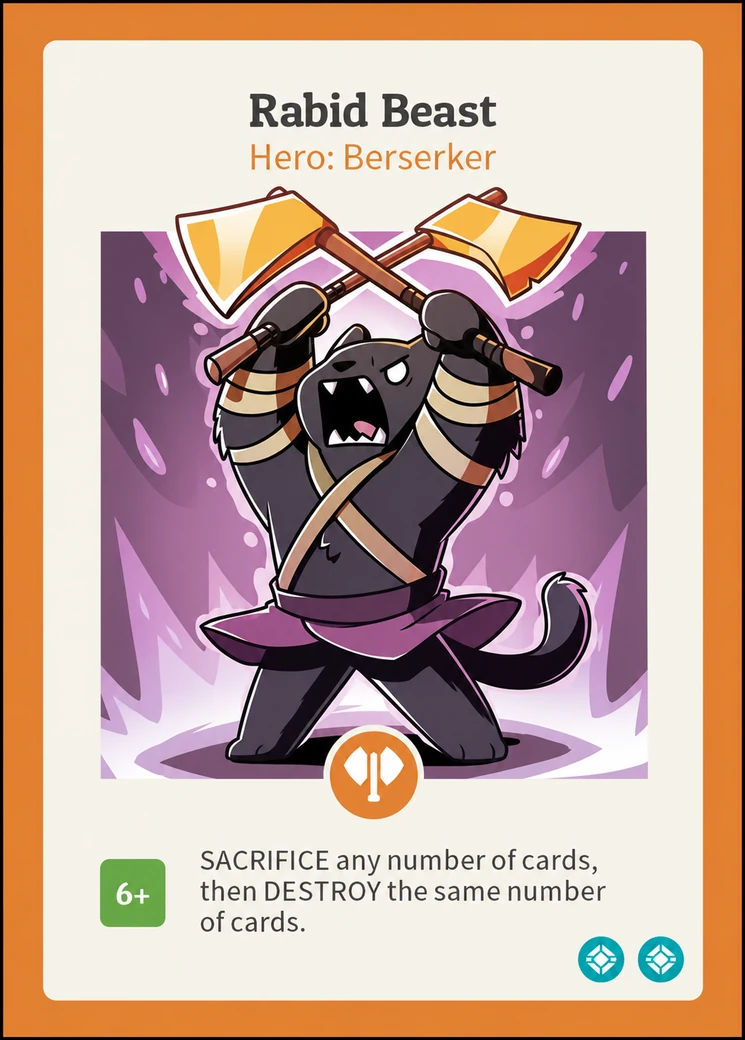 Rabid Beast
Hero: Berserker
6+
SACRIFICE any number of cards,
then DESTROY the same number
of cards.